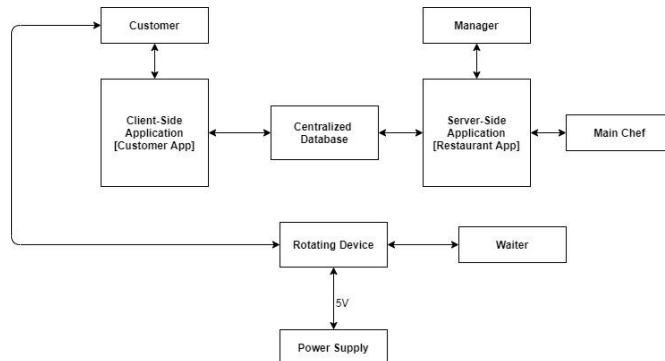 Customer
Manager
Client-Side
Application
[Customer App]
Centralized
Database
Server-Side
Application
[Restaurant App]
Main Chef
Rotating Device
Waiter
5V
Power Supply